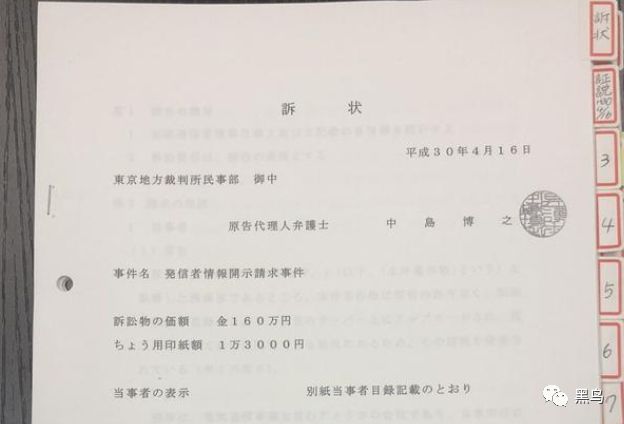 訴状
訴状
平成30年4月16日
東京地方裁判所民事部 御中
原告代理人弁護士 中島博之
事件名 発信者情報開示請求事件
訴訟物の価額 金160万円
ちょう用印紙額 1万3000円
当事者の表示 別紙当事者目録記載のとおり
3
4
5
6
7
黑鸟